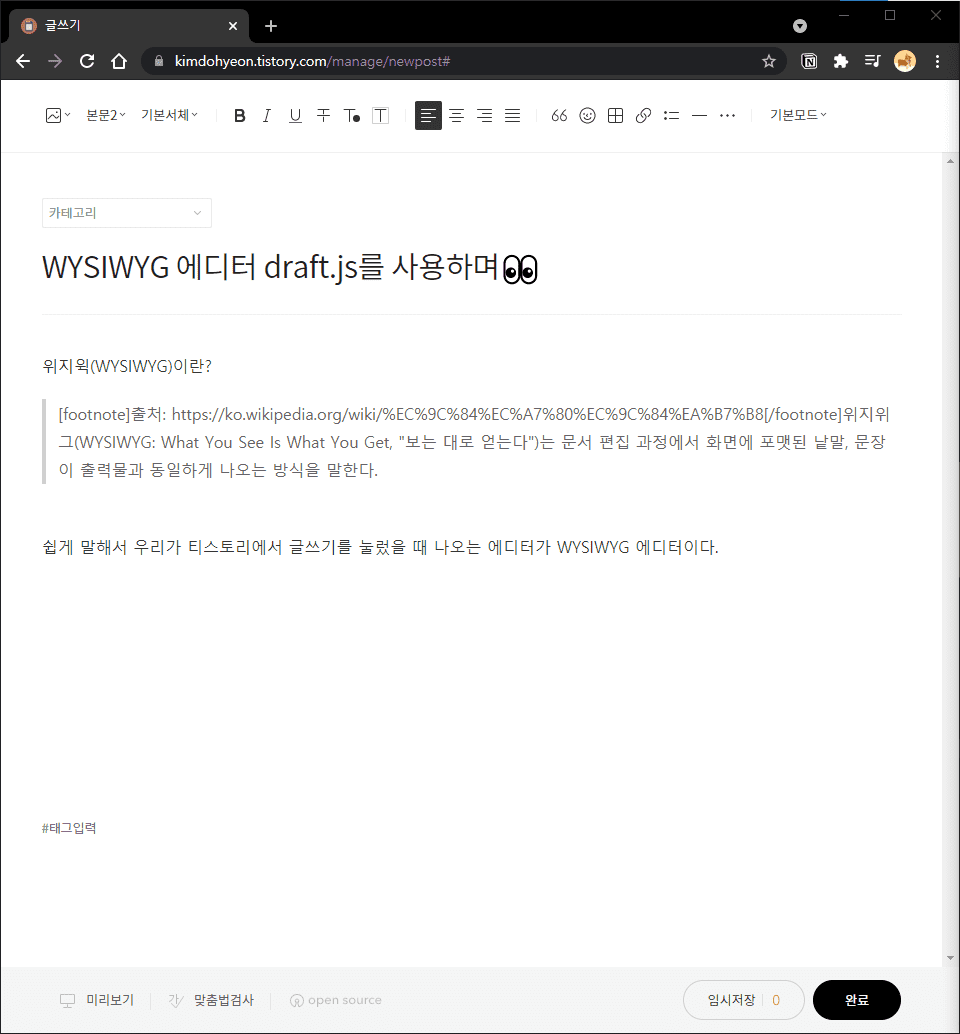 글쓰기
kimdohyeon.tistory.com/manage/newpost#
본문2 기본서체 B I U T T T 기본모드
카테고리
WYSIWYG 에디터 draft.js를 사용하며👀
위지윅(WYSIWYG)이란?
[footnote]출처: https://ko.wikipedia.org/wiki/%EC%9C%84%EC%A7%80%EC%9C%84%EA%B7%B8[/footnote]위지위
그(WYSIWYG: What You See Is What You Get, "보는 대로 얻는다")는 문서 편집 과정에서 화면에 포맷된 낱말, 문장
이 출력물과 동일하게 나오는 방식을 말한다.
쉽게 말해서 우리가 티스토리에서 글쓰기를 눌렀을 때 나오는 에디터가 WYSIWYG 에디터이다.
#태그입력
미리보기 가 맞춤법검사 open source 임시저장 0 완료